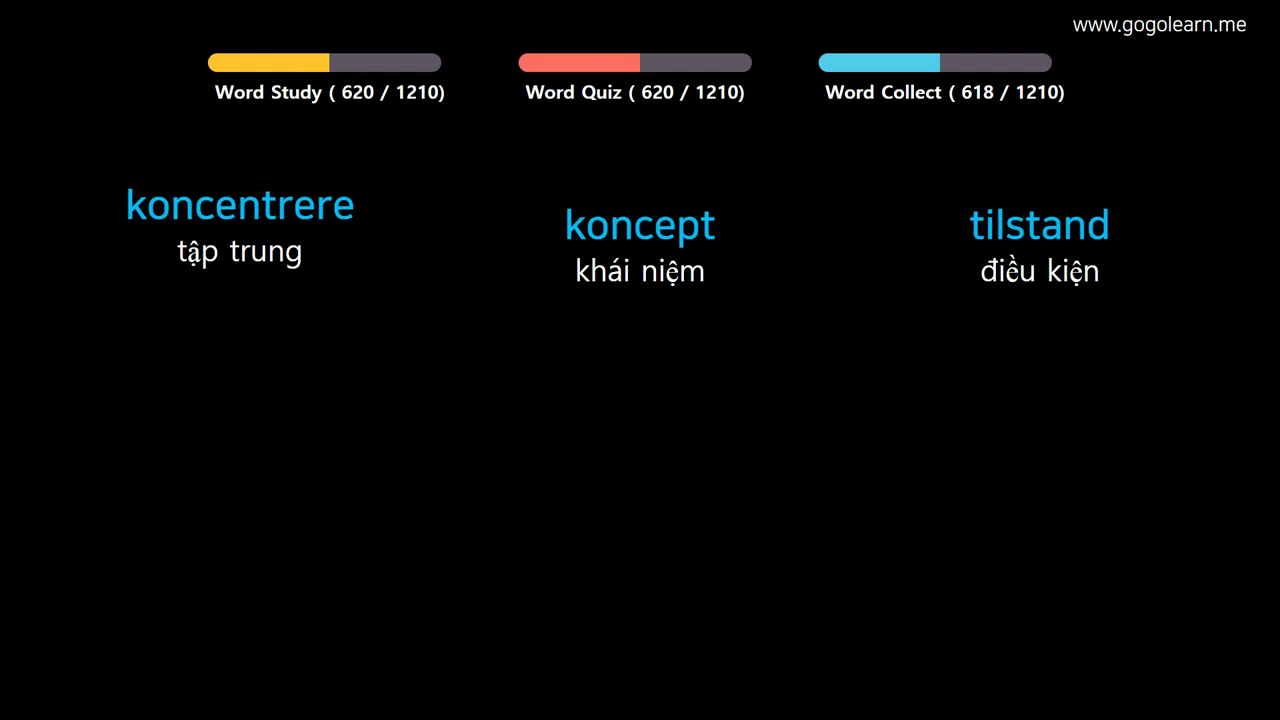 www.gogolearn.me
Word Study ( 620 / 1210)
Word Quiz ( 620 / 1210)
Word Collect ( 618 / 1210)
koncentrere
tập trung
koncept
khái niệm
tilstand
điều kiện